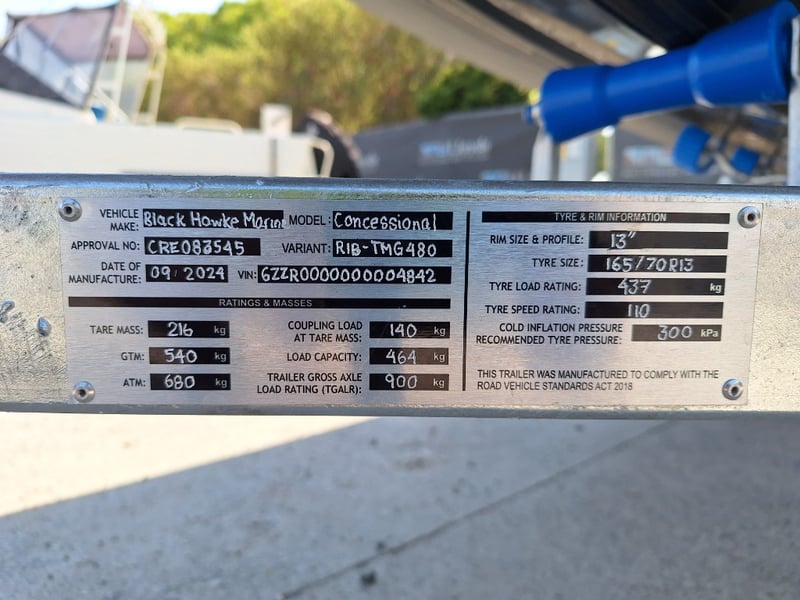 VEHICLE MAKE: Black Hawke Marine MODEL: Concessional
APPROVAL NO: CRE083545 VARIANT: RIB-TMG480
DATE OF MANUFACTURE: 09/2024 VIN: 6ZZR0000000004842
RATINGS & MASSES
TARE MASS: 216 kg COUPLING LOAD AT TARE MASS: 140 kg
GTM: 540 kg LOAD CAPACITY: 464 kg
ATM: 680 kg TRAILER GROSS AXLE LOAD RATING (TGALR): 900 kg
TYRE & RIM INFORMATION
RIM SIZE & PROFILE: 13"
TYRE SIZE: 165/70R13
TYRE LOAD RATING: 437 kg
TYRE SPEED RATING: 110
COLD INFLATION PRESSURE
RECOMMENDED TYRE PRESSURE: 300 kPa
THIS TRAILER WAS MANUFACTURED TO COMPLY WITH THE
ROAD VEHICLE STANDARDS ACT 2018